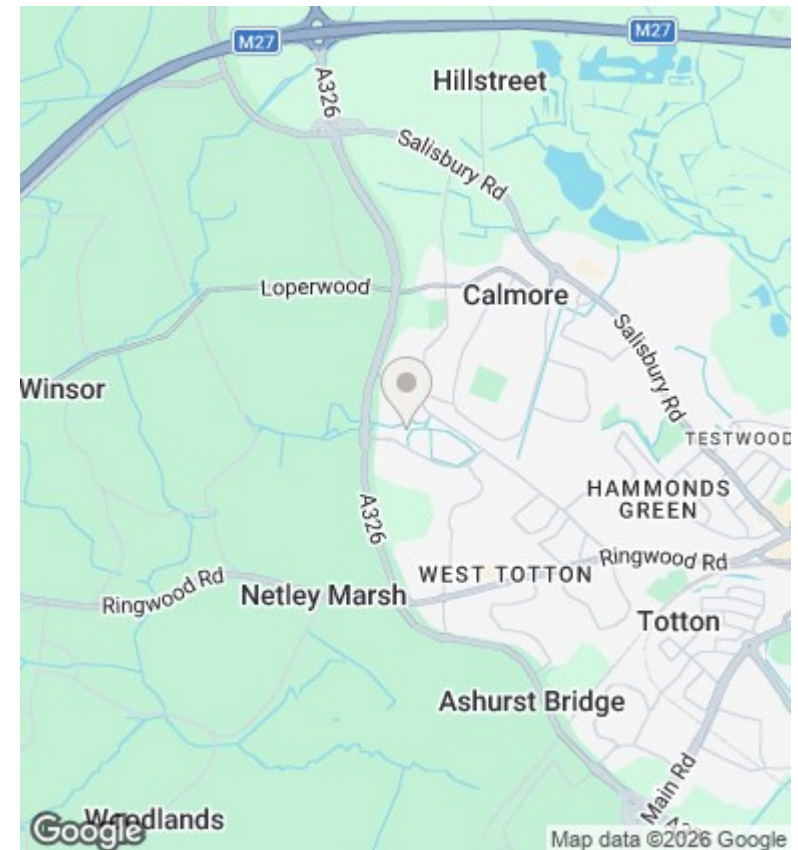 M27
M27
A326
Hillstreet
Salisbury Rd
Loperwood
Calmore
Salisbury Rd
Winsor
TESTWOOD
HAMMONDS
GREEN
A326
Ringwood Rd
WEST TOTTON
Ringwood Rd
Netley Marsh
Totton
Ashurst Bridge
Main Rd
Woodlands
Google
Map data ©2026 Google